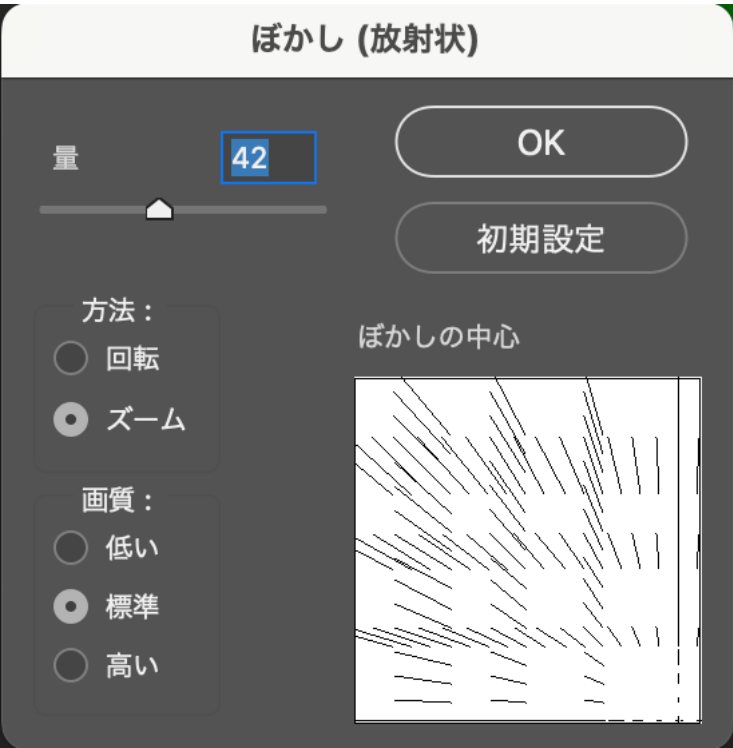 ぼかし (放射状)
量
42
OK
初期設定
方法：
回転
ズーム
画質：
低い
標準
高い
ぼかしの中心